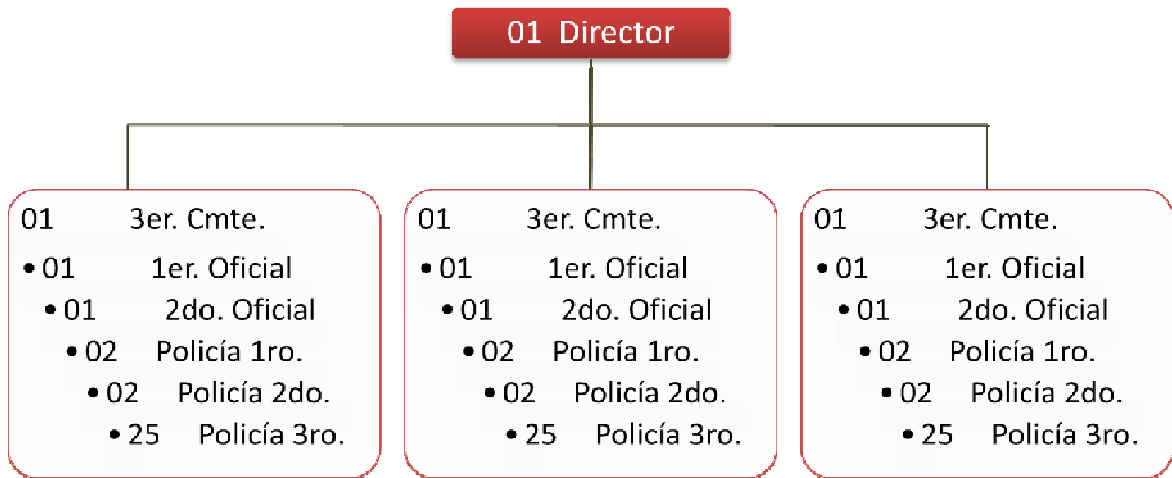 01 Director
01 3er. Cmte.
• 01 1er. Oficial
• 01 2do. Oficial
• 02 Policía 1ro.
• 02 Policía 2do.
• 25 Policía 3ro.
01 3er. Cmte.
• 01 1er. Oficial
• 01 2do. Oficial
• 02 Policía 1ro.
• 02 Policía 2do.
• 25 Policía 3ro.
01 3er. Cmte.
• 01 1er. Oficial
• 01 2do. Oficial
• 02 Policía 1ro.
• 02 Policía 2do.
• 25 Policía 3ro.